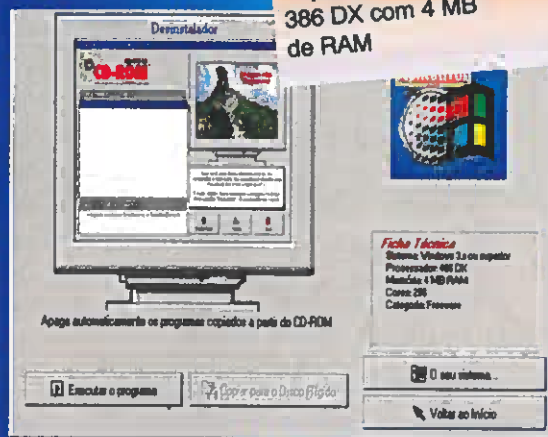 386 DX com 4 MB
de RAM
Desinstalador
CD-ROM
Ficha Técnica
Sistema: Windows 3.x ou superior
Processador: 486 DX
Memória: 4 MB RAM
Cores: 256
Categoria: Freeware
Apaga automaticamente os programas copiados a partir do CD-ROM
Executar o programa
Copiar para o Disco Rígido
O seu sistema...
Voltar ao Início